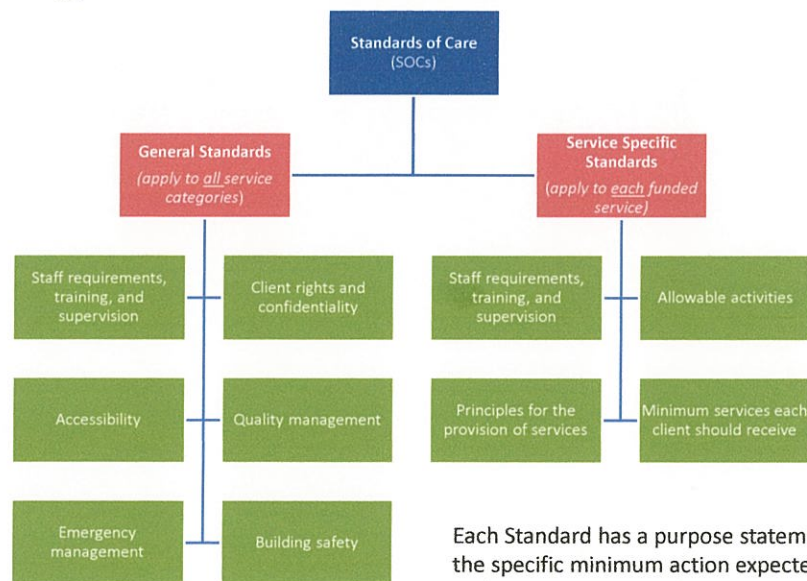 Standards of Care
(SOCs)
General Standards
(apply to all service
categories)
Service Specific
Standards
(apply to each funded
service)
Staff requirements,
training, and
supervision
Client rights and
confidentiality
Accessibility
Quality management
Emergency
management
Building safety
Staff requirements,
training, and
supervision
Allowable activities
Principles for the
provision of services
Minimum services each
client should receive
Each Standard has a purpose statem
the specific minimum action expecte